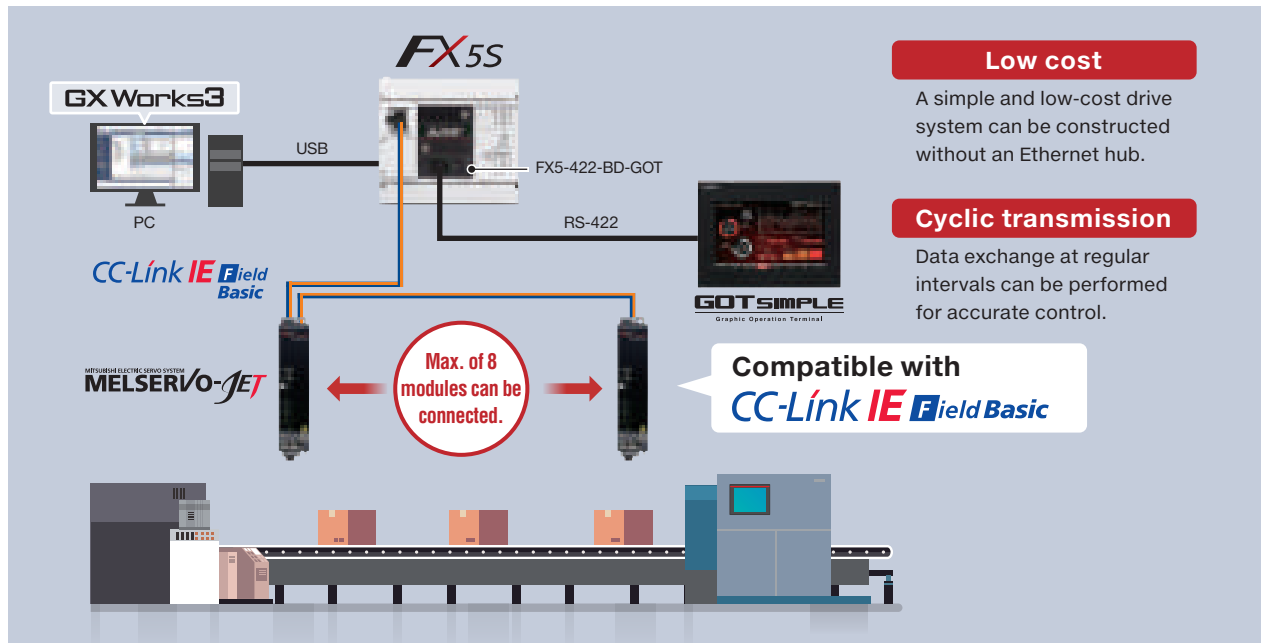 FX5S
GX Works3
USB
PC
FX5-422-BD-GOT
RS-422
GOT SIMPLE
Graphic Operation Terminal
CC-Link IE Field
Basic
MITSUBISHI ELECTRIC SERVO SYSTEM
MELSERVO-JET
Max. of 8
modules can be
connected.
Low cost
A simple and low-cost drive
system can be constructed
without an Ethernet hub.
Cyclic transmission
Data exchange at regular
intervals can be performed
for accurate control.
Compatible with
CC-Link IE Field Basic